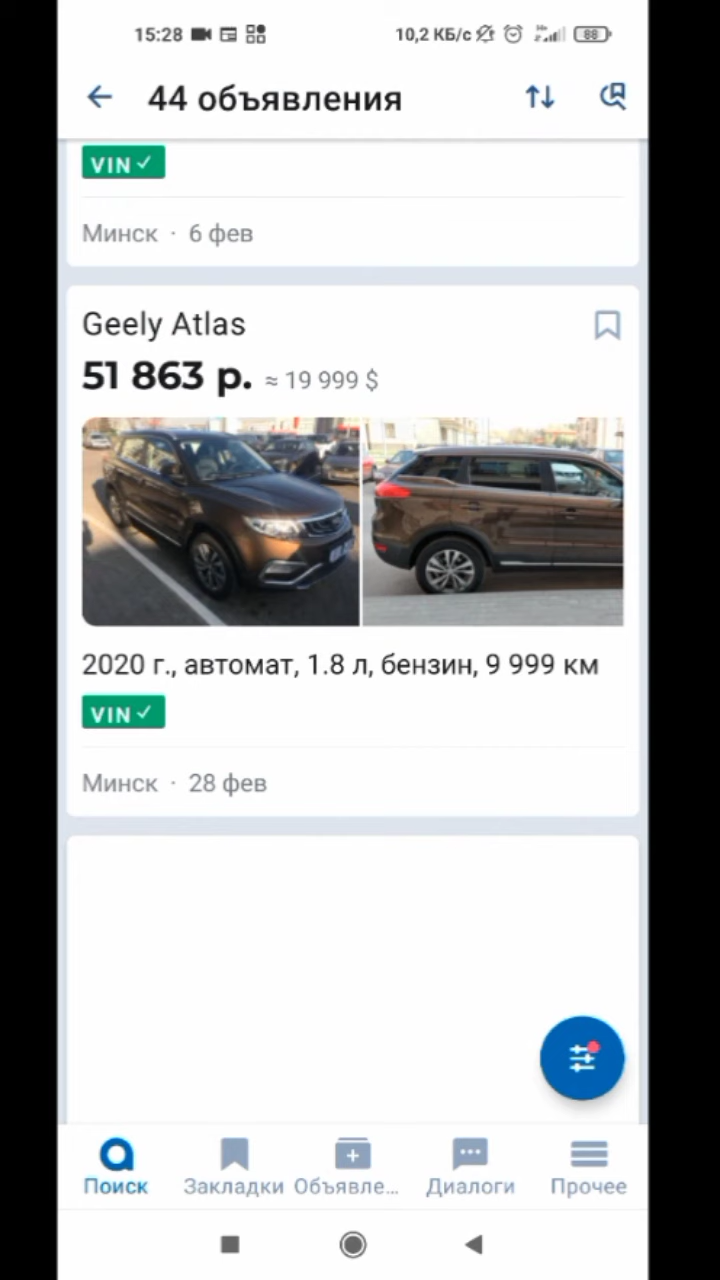 15:28 10,2 КБ/с 88
44 объявления
VIN
Минск · 6 фев
Geely Atlas
51 863 р. ≈ 19 999 $
2020 г., автомат, 1.8 л, бензин, 9 999 км
VIN
Минск · 28 фев
Поиск Закладки Объявле... Диалоги Прочее